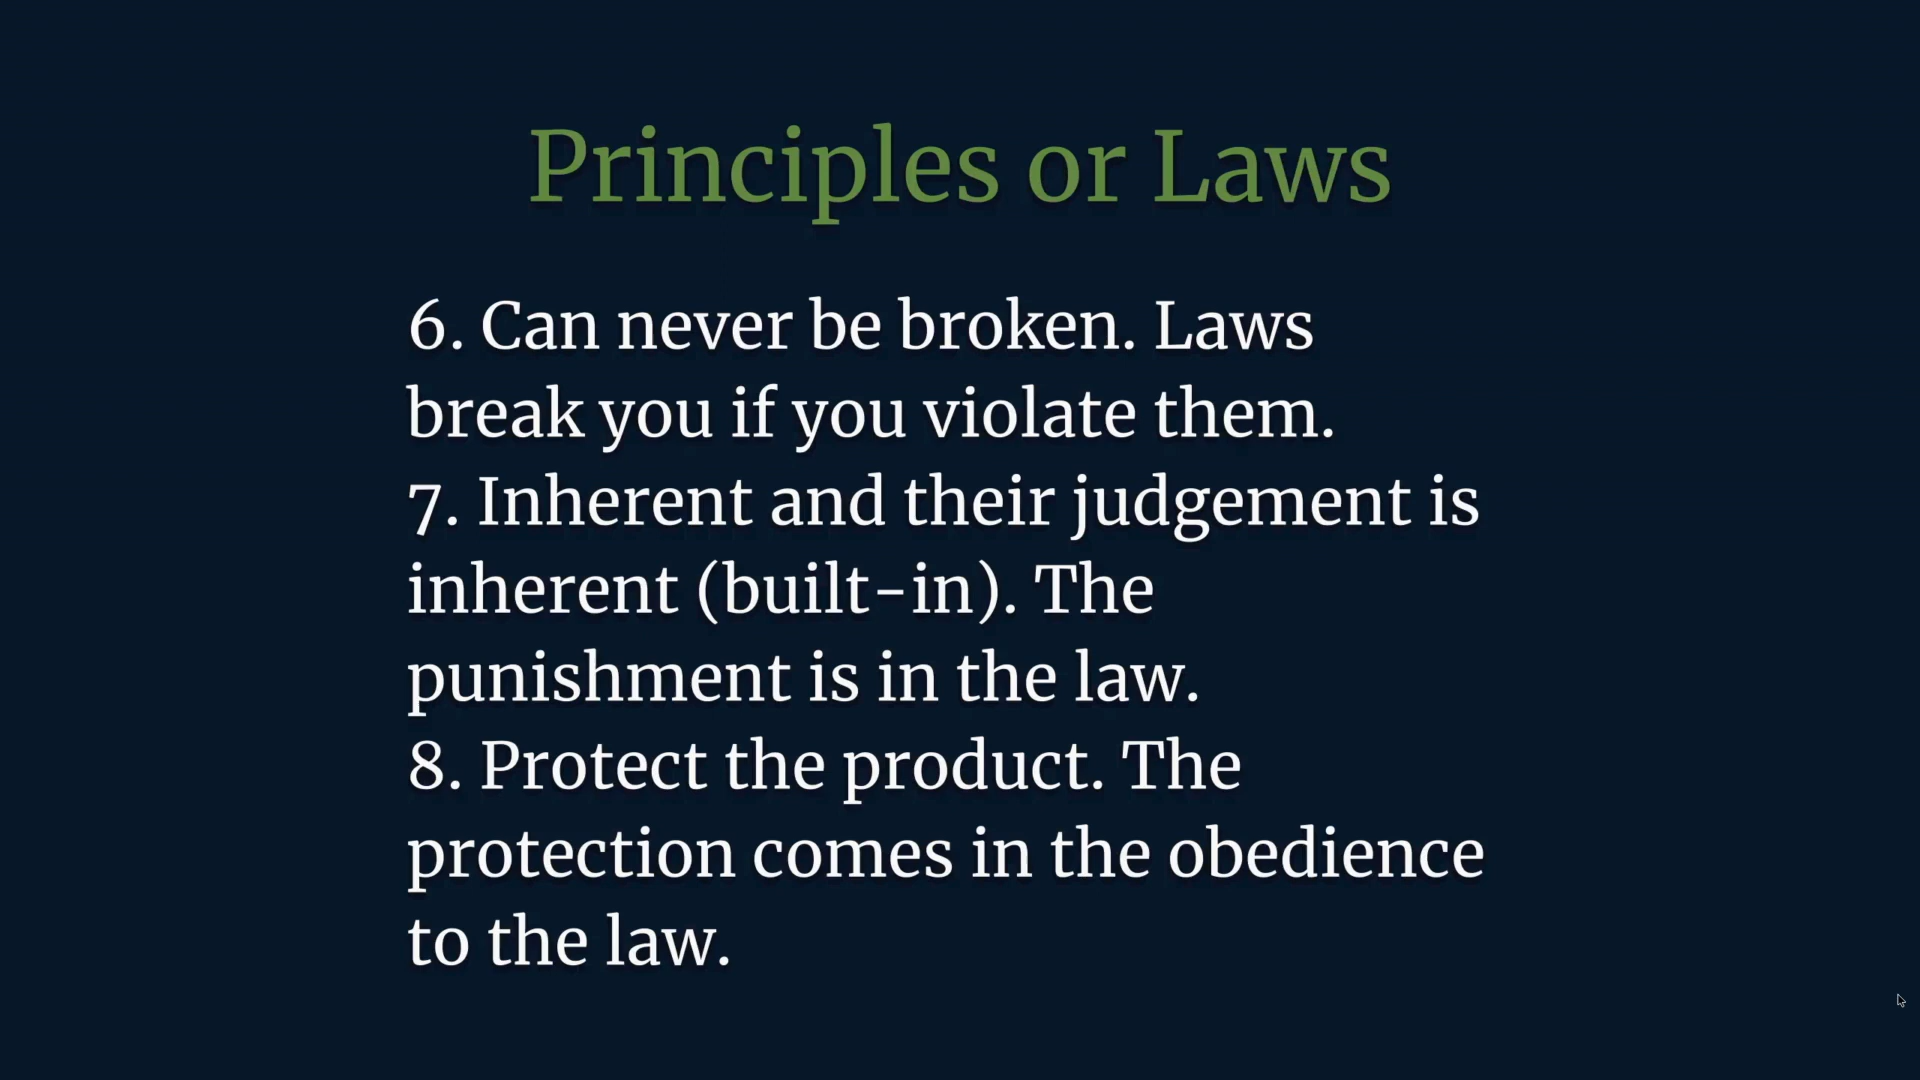 Principles or Laws
6. Can never be broken. Laws
break you if you violate them.
7. Inherent and their judgement is
inherent (built-in). The
punishment is in the law.
8. Protect the product. The
protection comes in the obedience
to the law.